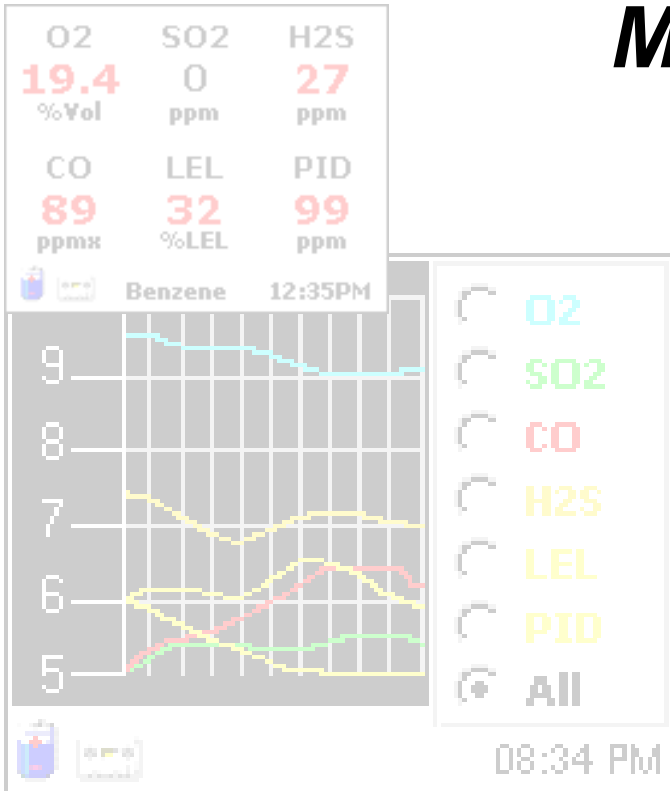 M
O2 SO2 H2S
19.4 0 27
%Vol ppm ppm
CO LEL PID
89 32 99
ppmx %LEL ppm
Benzene 12:35PM
9
8
7
6
5
O2
SO2
CO
H2S
LEL
PID
All
08:34 PM